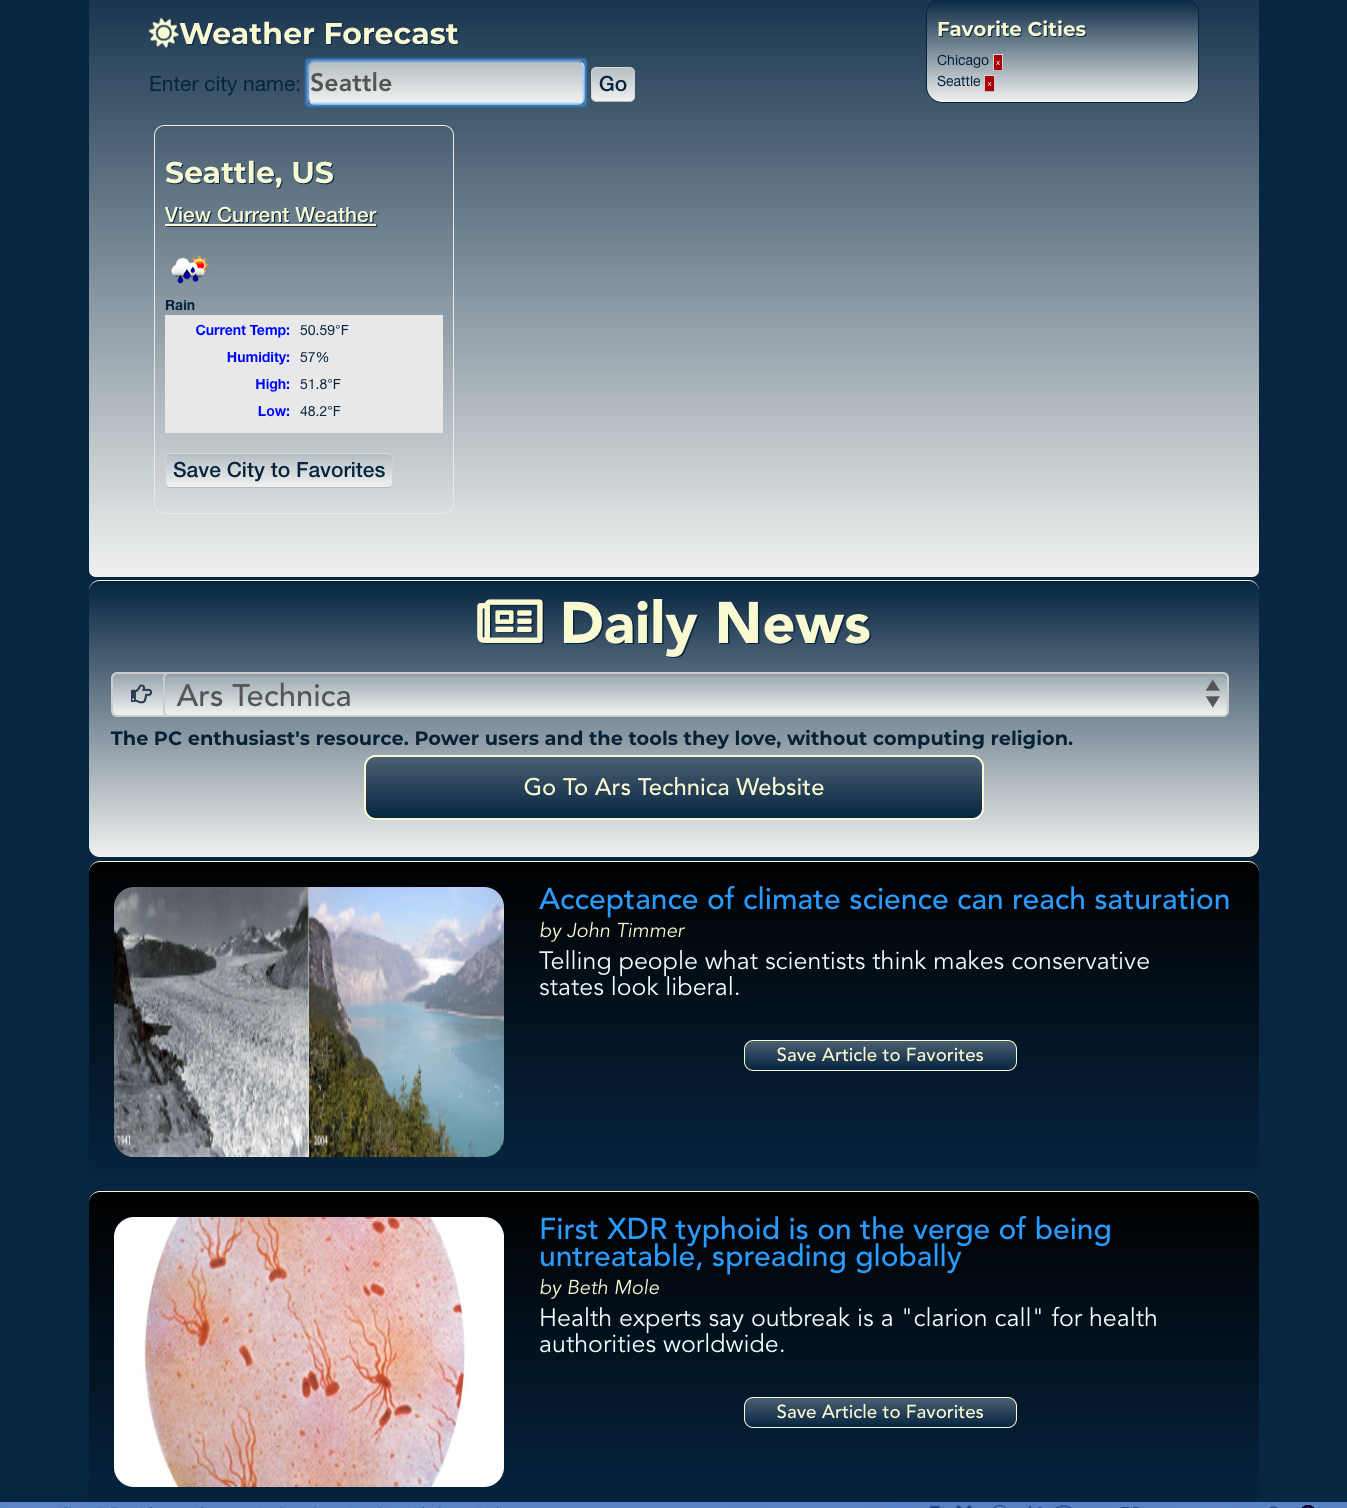 Weather Forecast
Enter city name: Seattle Go
Favorite Cities
Chicago x
Seattle x
Seattle, US
View Current Weather
Rain
Current Temp: 50.59°F
Humidity: 57%
High: 51.8°F
Low: 48.2°F
Save City to Favorites
Daily News
Ars Technica
The PC enthusiast's resource. Power users and the tools they love, without computing religion.
Go To Ars Technica Website
1941
2004
Acceptance of climate science can reach saturation
by John Timmer
Telling people what scientists think makes conservative
states look liberal.
Save Article to Favorites
First XDR typhoid is on the verge of being
untreatable, spreading globally
by Beth Mole
Health experts say outbreak is a "clarion call" for health
authorities worldwide.
Save Article to Favorites